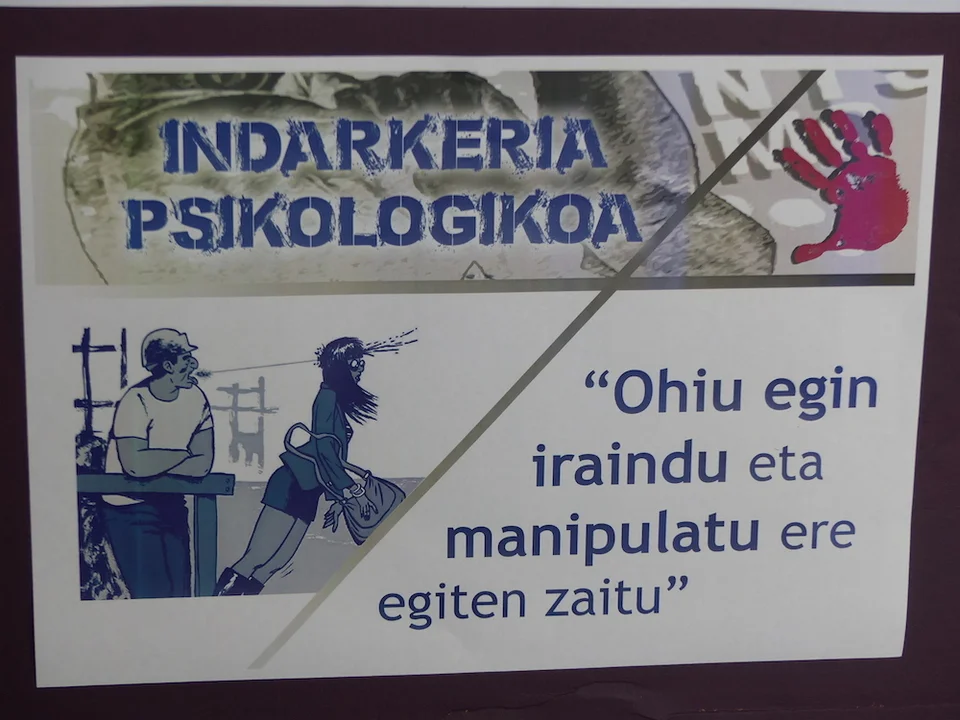 INDARKERIA
PSIKOLOGIKOA
“Ohiu egin
iraindu eta
manipulatu ere
egiten zaitu”